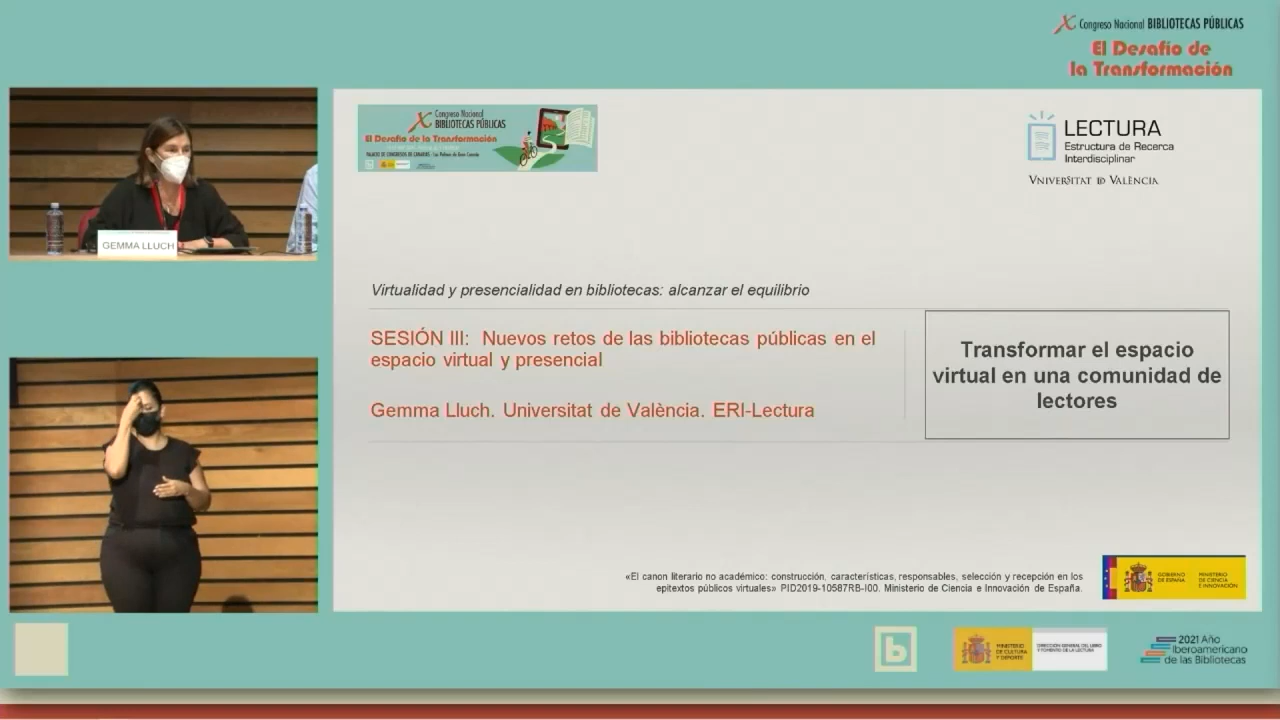 X Congreso Nacional BIBLIOTECAS PÚBLICAS
El Desafío de
la Transformación
X Congreso Nacional
BIBLIOTECAS PÚBLICAS
El Desafío de la Transformación
PALACIO DE CONGRESOS DE CANARIAS - Las Palmas de Gran Canaria
LECTURA
Estructura de Recerca
Interdisciplinar
VNIVERSITAT ID VALÈNCIA
GEMMA LLUCH
Virtualidad y presencialidad en bibliotecas: alcanzar el equilibrio
SESIÓN III: Nuevos retos de las bibliotecas públicas en el
espacio virtual y presencial
Gemma Lluch. Universitat de València. ERI-Lectura
Transformar el espacio
virtual en una comunidad de
lectores
«El canon literario no académico: construcción, características, responsables, selección y recepción en los
epitextos públicos virtuales» PID2019-10587RB-I00. Ministerio de Ciencia e Innovación de España.
GOBIERNO
DE ESPAÑA
MINISTERIO
DE CIENCIA
E INNOVACIÓN
b
MINISTERIO
DE CULTURA
Y DEPORTE
DIRECCIÓN GENERAL DEL LIBRO
Y FOMENTO DE LA LECTURA
2021 Año
Iberoamericano
de las Bibliotecas